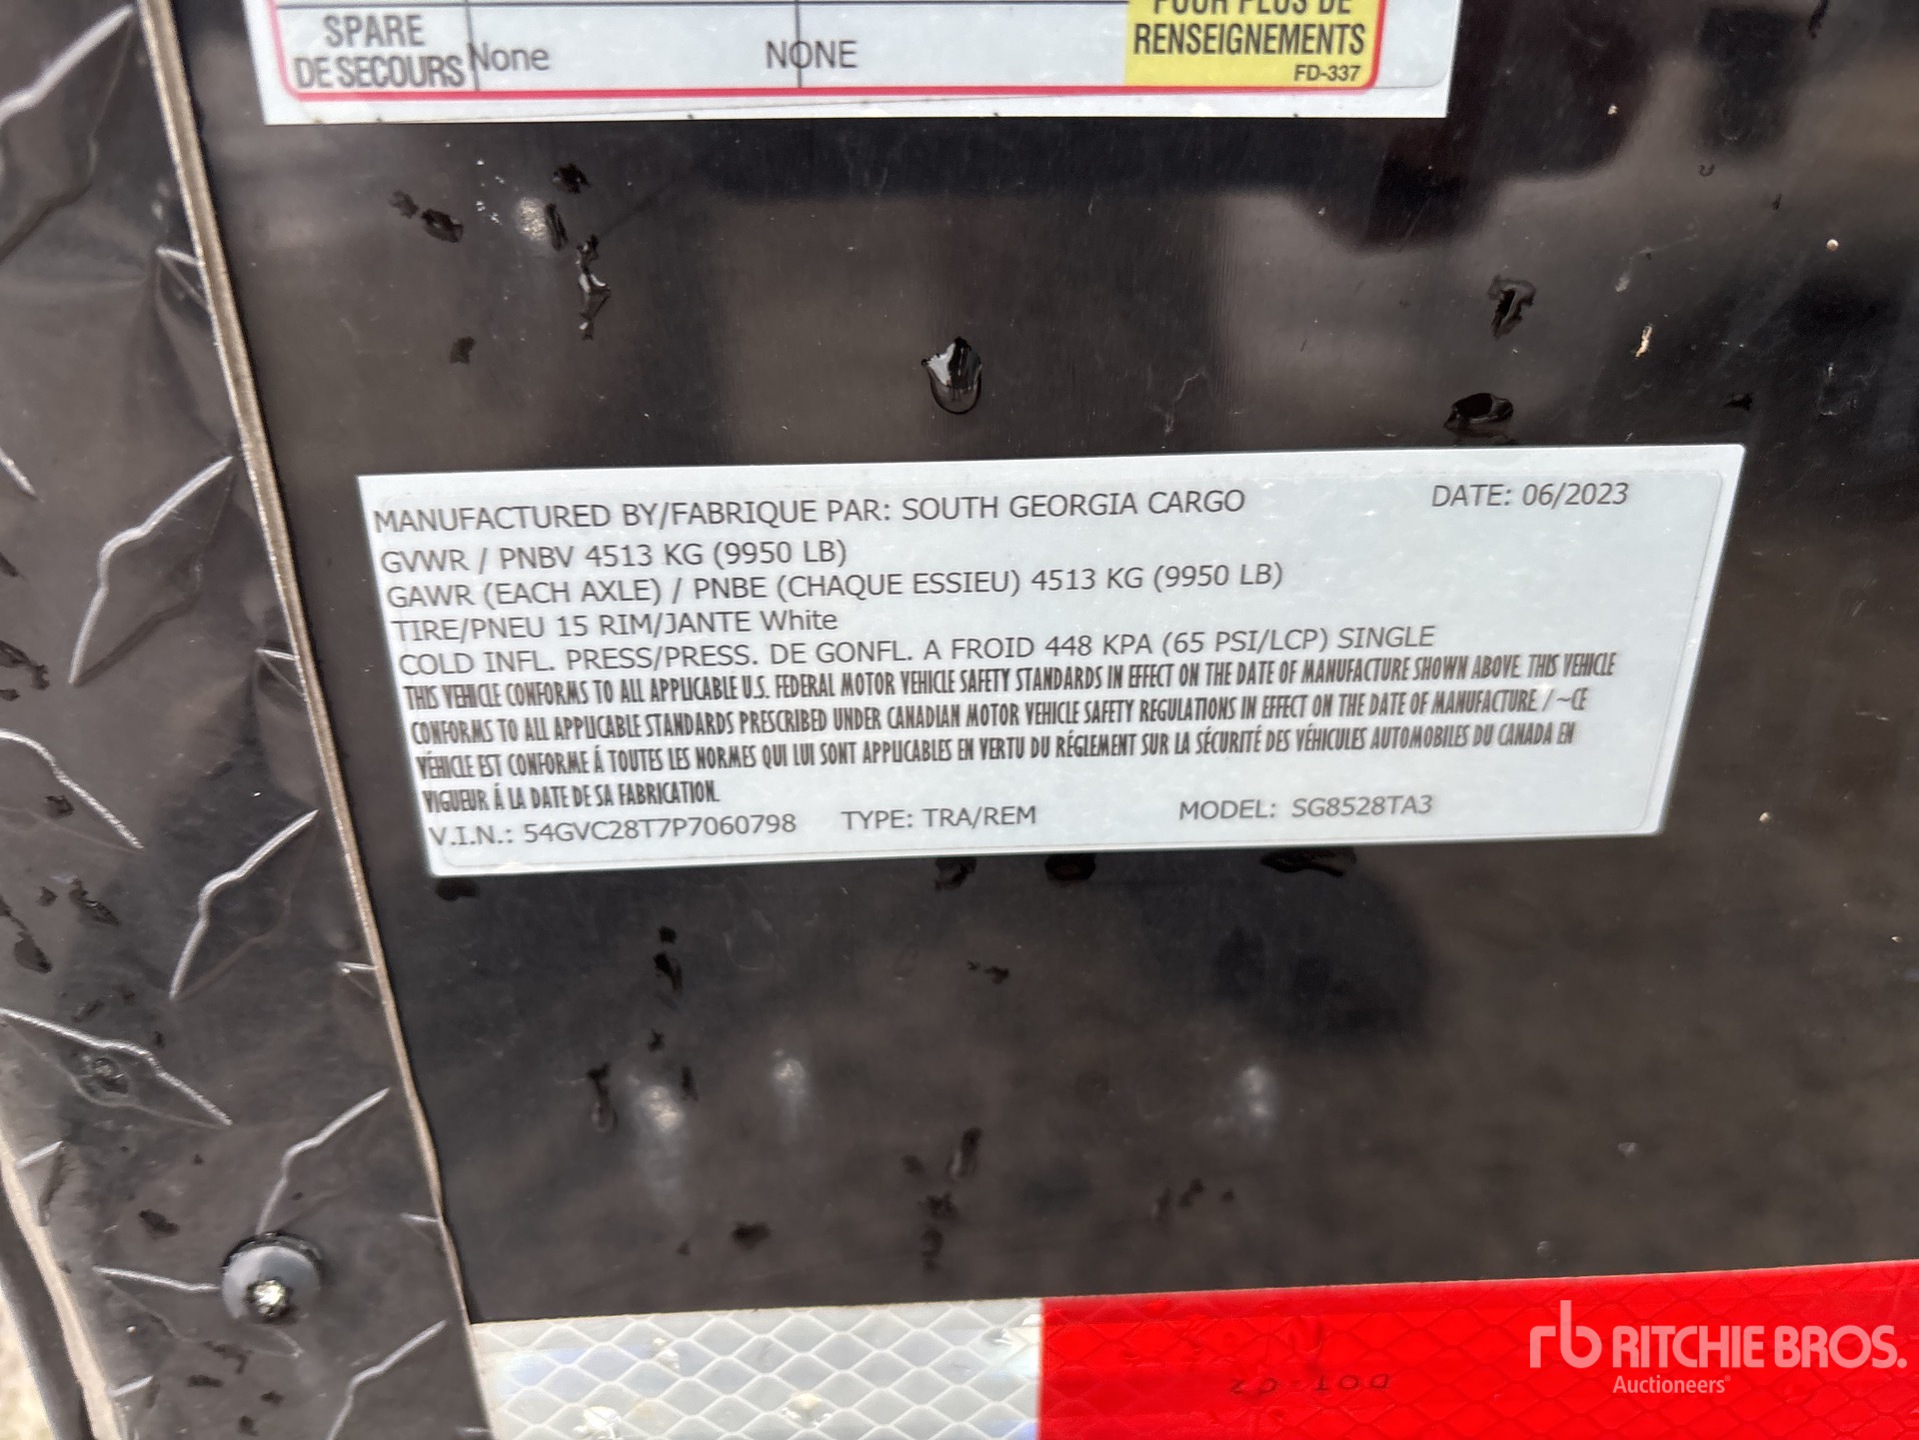 POUR PLUS DE
SPARE
DE SECOURS
None
NONE
RENSEIGNEMENTS
FD-337
MANUFACTURED BY/FABRIQUE PAR: SOUTH GEORGIA CARGO DATE: 06/2023
GVWR / PNBV 4513 KG (9950 LB)
GAWR (EACH AXLE) / PNBE (CHAQUE ESSIEU) 4513 KG (9950 LB)
TIRE/PNEU 15 RIM/JANTE White
COLD INFL. PRESS/PRESS. DE GONFL. A FROID 448 KPA (65 PSI/LCP) SINGLE
THIS VEHICLE CONFORMS TO ALL APPLICABLE U.S. FEDERAL MOTOR VEHICLE SAFETY STANDARDS IN EFFECT ON THE DATE OF MANUFACTURE SHOWN ABOVE. THIS VEHICLE
CONFORMS TO ALL APPLICABLE STANDARDS PRESCRIBED UNDER CANADIAN MOTOR VEHICLE SAFETY REGULATIONS IN EFFECT ON THE DATE OF MANUFACTURE. / ~CE
VÉHICLE EST CONFORME Á TOUTES LES NORMES QUI LUI SONT APPLICABLES EN VERTU DU RÉGLEMENT SUR LA SÉCURITÉ DES VÉHICULES AUTOMOBILES DU CANADA EN
VIGUEUR Á LA DATE DE SA FABRICATION.
V.I.N.: 54GVC28T7P7060798 TYPE: TRA/REM MODEL: SG8528TA3
DOT-C2
rb RITCHIE BROS.
Auctioneers